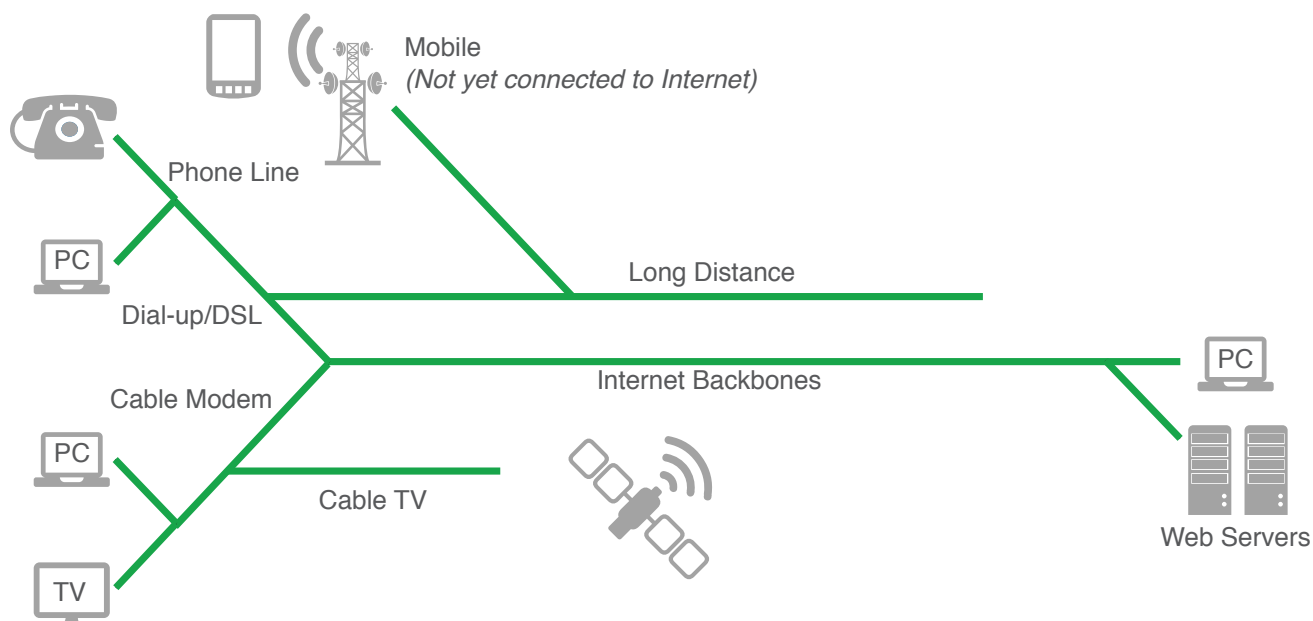 Mobile
(Not yet connected to Internet)
Phone Line
PC
Long Distance
Dial-up/DSL
PC
Internet Backbones
Cable Modem
PC
Cable TV
Web Servers
TV